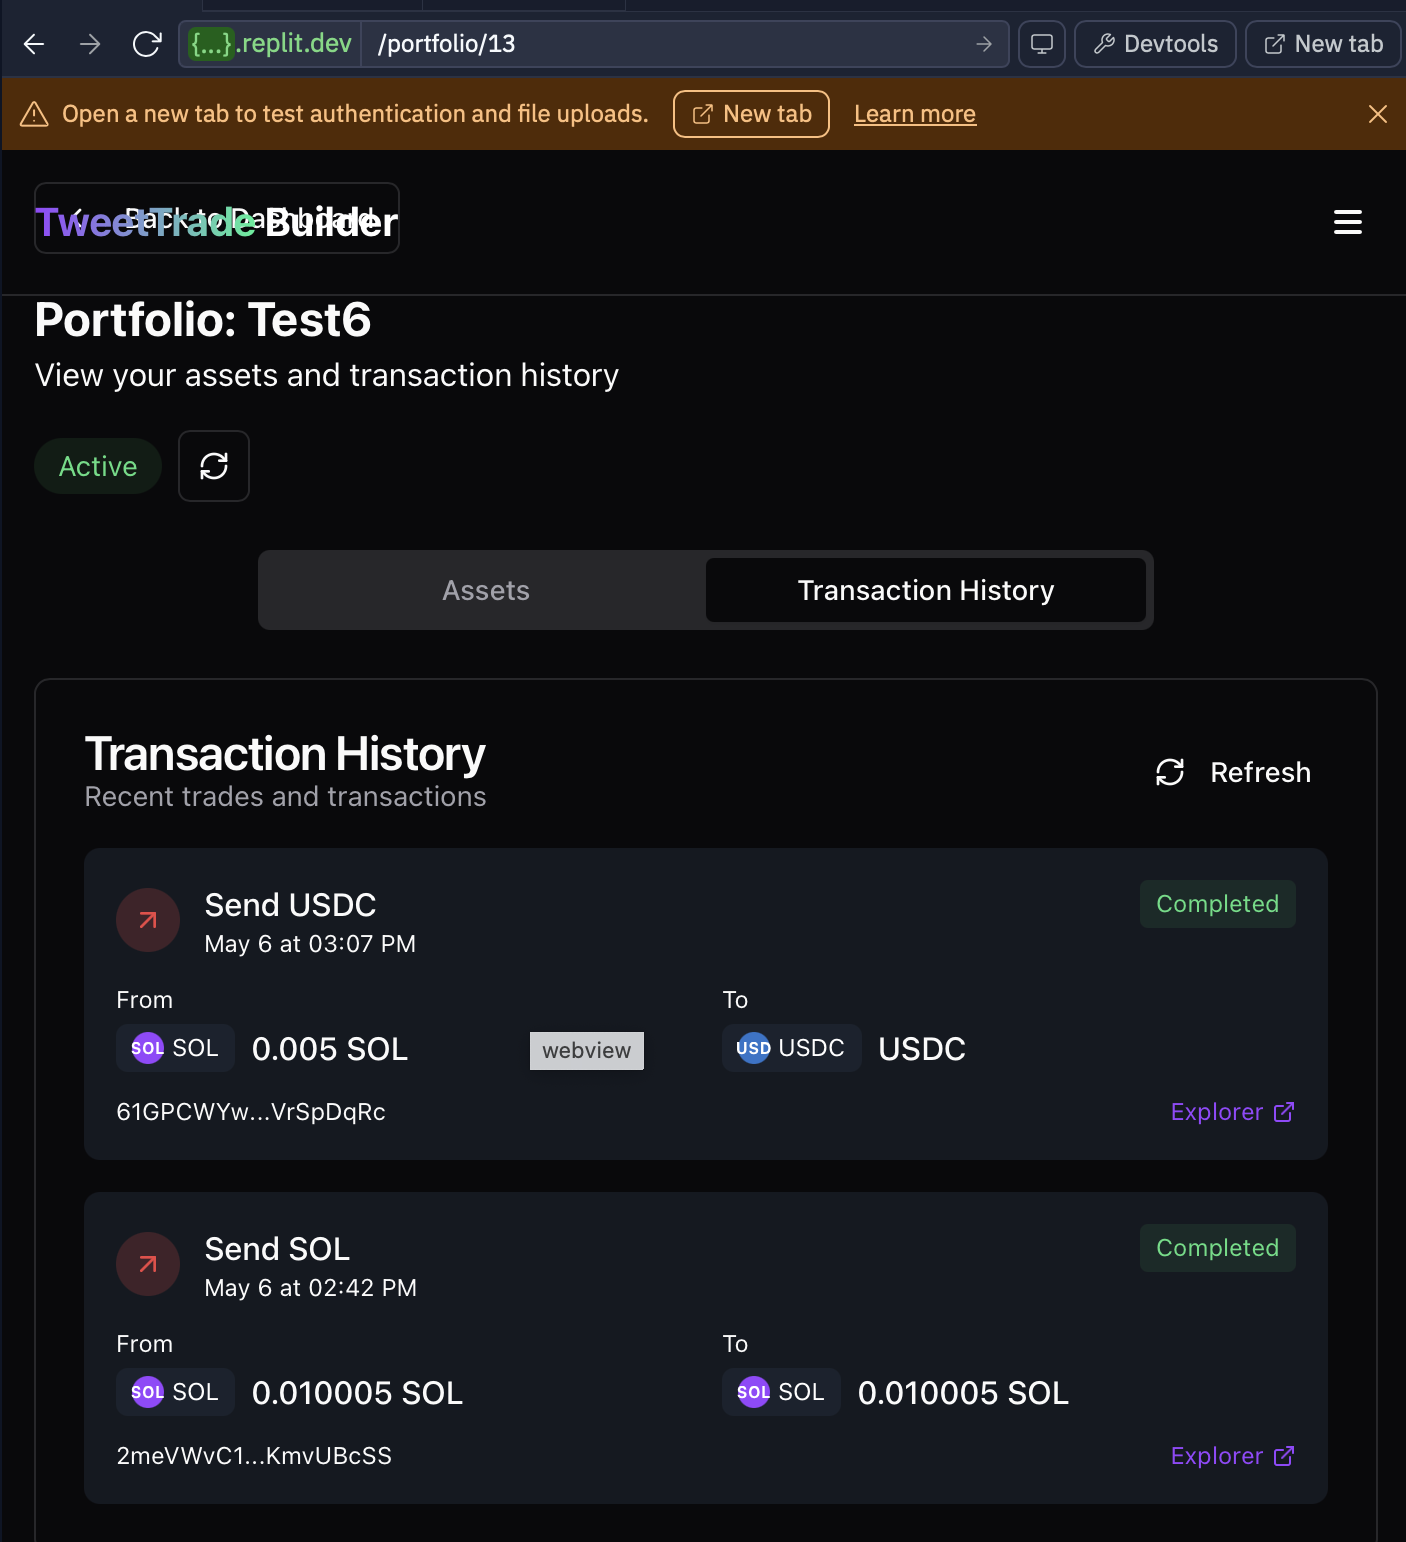 {...}.replit.dev /portfolio/13 Devtools New tab
Open a new tab to test authentication and file uploads. New tab Learn more
Back to Dashboard
TweetTrade Builder
Portfolio: Test6
View your assets and transaction history
Active
Assets Transaction History
Transaction History
Recent trades and transactions
Refresh
Send USDC
May 6 at 03:07 PM
Completed
From To
SOL SOL 0.005 SOL webview USD USDC USDC
61GPCWYw...VrSpDqRc Explorer
Send SOL
May 6 at 02:42 PM
Completed
From To
SOL SOL 0.010005 SOL SOL SOL 0.010005 SOL
2meVWvC1...KmvUBcSS Explorer